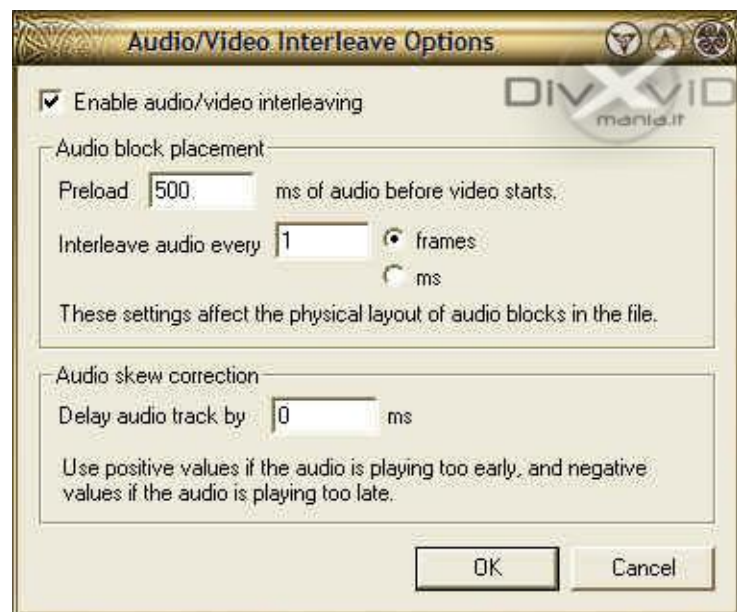 Audio/Video Interleave Options
DivXviD
mania.it
Enable audio/video interleaving
Audio block placement
Preload 500. ms of audio before video starts.
Interleave audio every 1 frames
ms
These settings affect the physical layout of audio blocks in the file.
Audio skew correction
Delay audio track by 0 ms
Use positive values if the audio is playing too early, and negative
values if the audio is playing too late.
OK Cancel